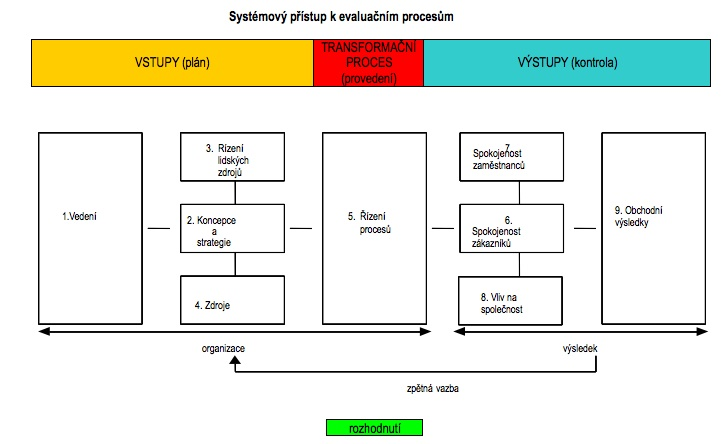 Systémový přístup k evaluačním procesům
VSTUPY (plán)
TRANSFORMAČNÍ
PROCES
(provedení)
VÝSTUPY (kontrola)
1.Vedení
3. Rízení
lidských
zdrojů
2. Koncepce
a
strategie
4. Zdroje
5. Řízení
procesů
7
Spokojenost
zaměstnanců
6.
Spokojenost
zákazníků
8. Vliv na
společnost
9. Obchodní
výsledky
organizace
výsledek
zpětná vazba
rozhodnutí